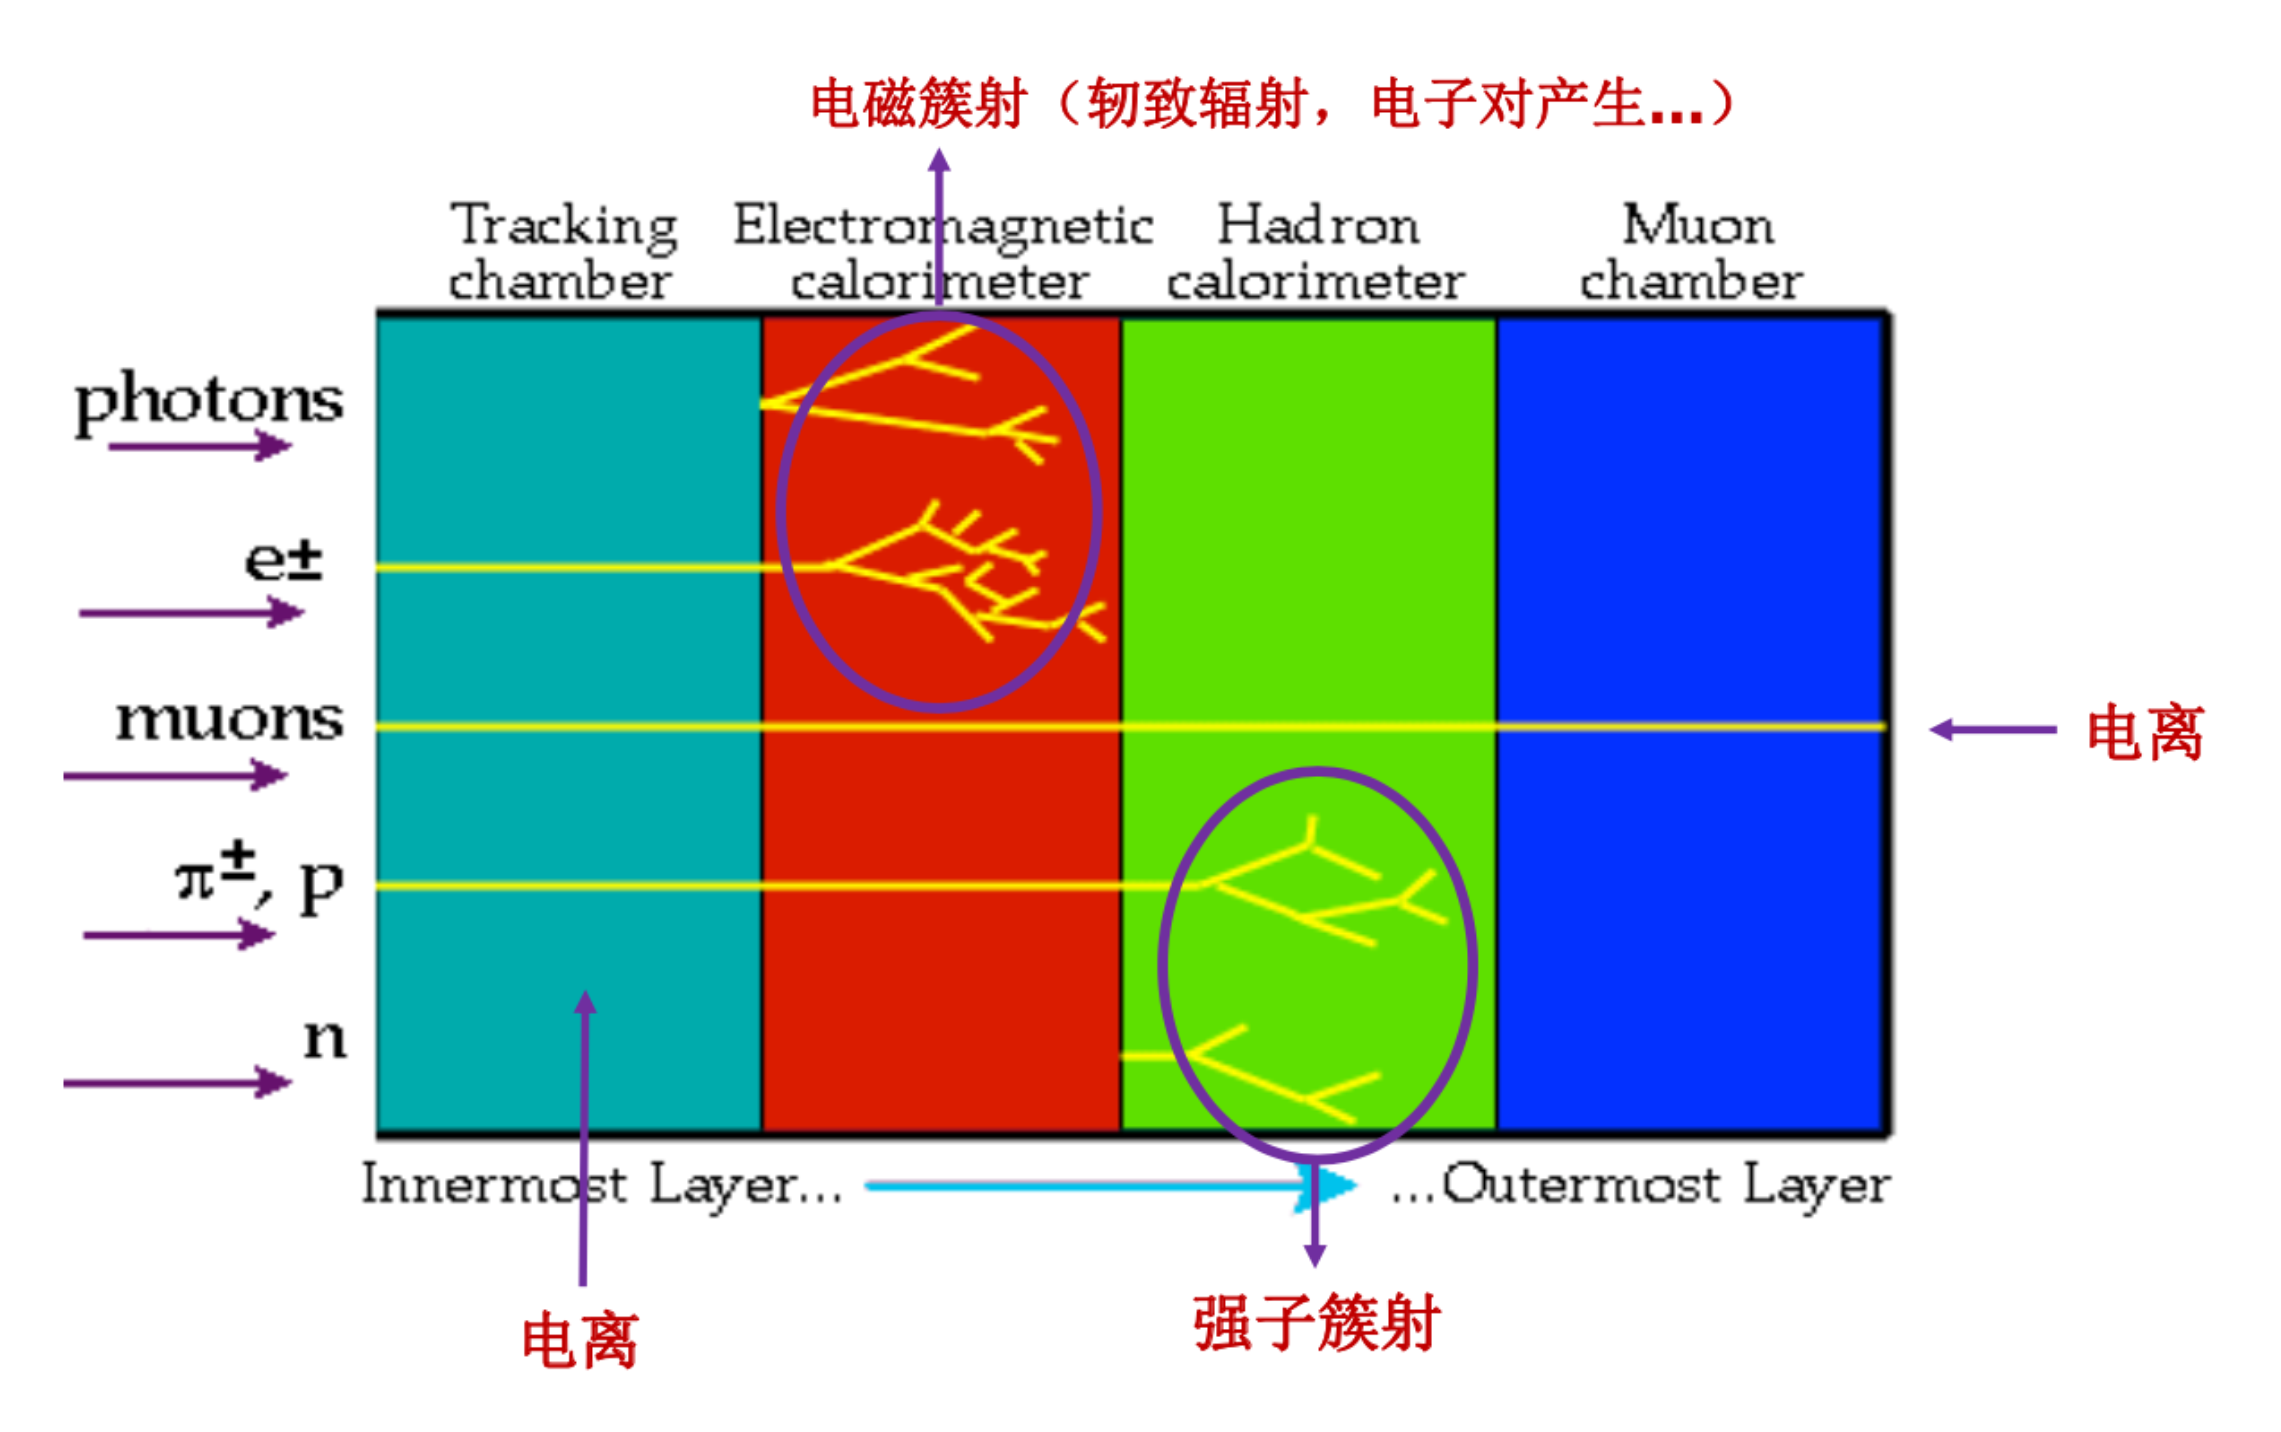 电磁簇射（轫致辐射，电子对产生...）
Tracking chamber
Electromagnetic calorimeter
Hadron calorimeter
Muon chamber
photons
e±
muons
电离
π±, p
n
Innermost Layer...
...Outermost Layer
电离
强子簇射